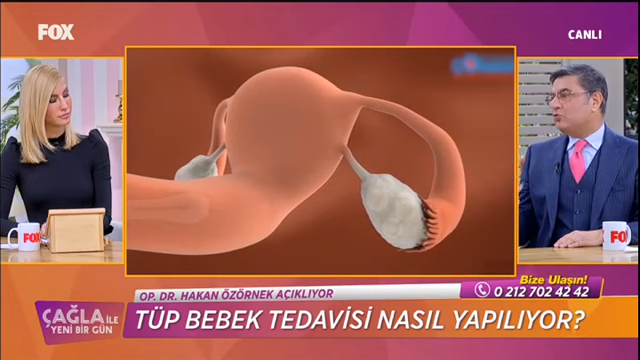 FOX
CANLI
FOX
FOX
Bize Ulaşın!
OP. DR. HAKAN ÖZÖRNEK AÇIKLIYOR
0 212 702 42 42
ÇAĞLA İLE
YENİ BİR GÜN
TÜP BEBEK TEDAVİSİ NASIL YAPILIYOR?